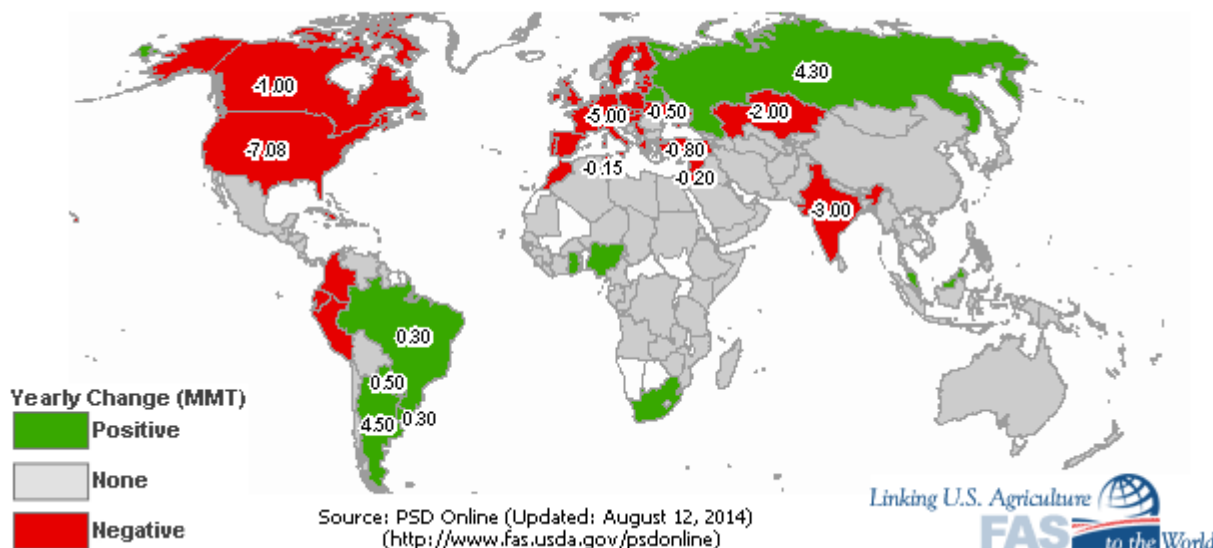 -1.00
4.30
-5.00
-0.50
-2.00
-7.08
-0.80
-0.15
-0.20
-3.00
0.30
0.50
4.50
0.30
Yearly Change (MMT)
Positive
None
Negative
Source: PSD Online (Updated: August 12, 2014)
(http://www.fas.usda.gov/psdonline)
Linking U.S. Agriculture
FAS to the World